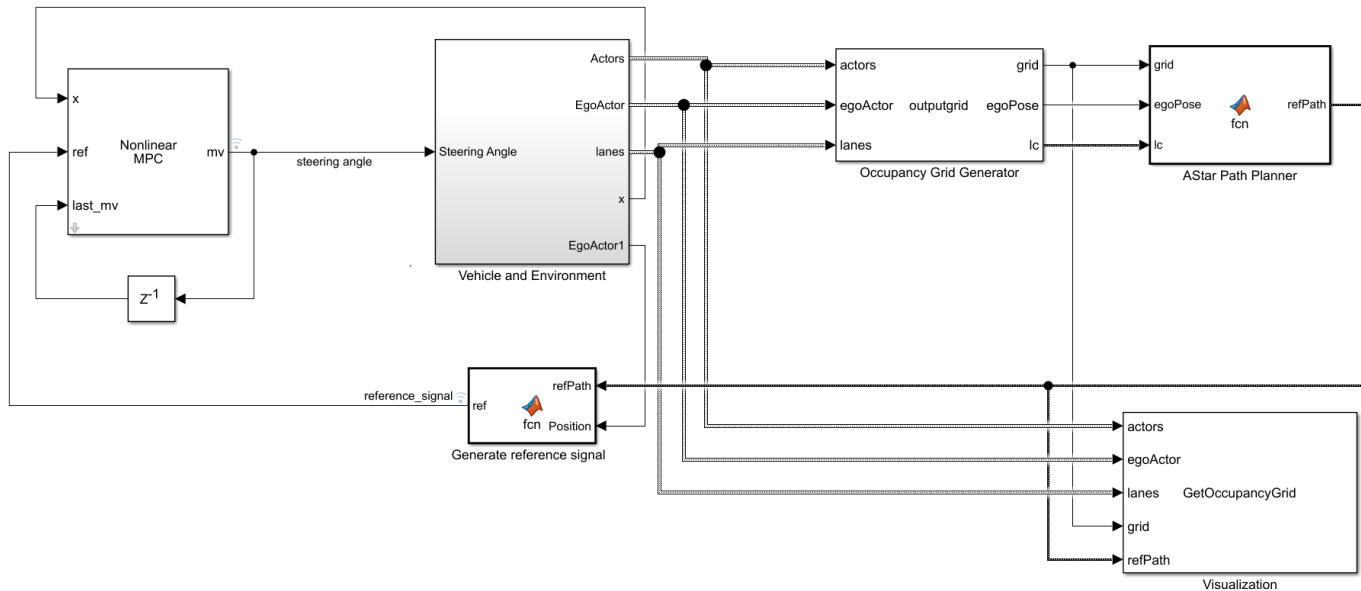 x
ref
last_mv
Nonlinear
MPC
mv
steering angle
Z-1
Steering Angle
Actors
EgoActor
lanes
x
EgoActor1
Vehicle and Environment
actors
egoActor
lanes
outputgrid
grid
egoPose
lc
Occupancy Grid Generator
grid
egoPose
lc
fcn
refPath
AStar Path Planner
reference_signal
ref
fcn
refPath
Position
Generate reference signal
actors
egoActor
lanes
grid
refPath
GetOccupancyGrid
Visualization